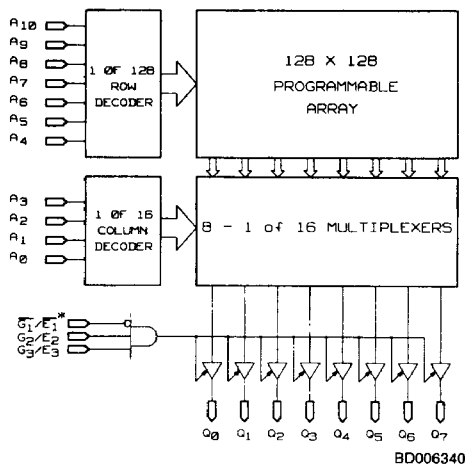 A10
A9
A8
A7
A6
A5
A4
1 OF 128
ROW
DECODER
128 X 128
PROGRAMMABLE
ARRAY
A3
A2
A1
A0
1 OF 16
COLUMN
DECODER
8 - 1 of 16 MULTIPLEXERS
G̅1/E̅1*
G2/E2
G3/E3
Q0 Q1 Q2 Q3 Q4 Q5 Q6 Q7
BD006340